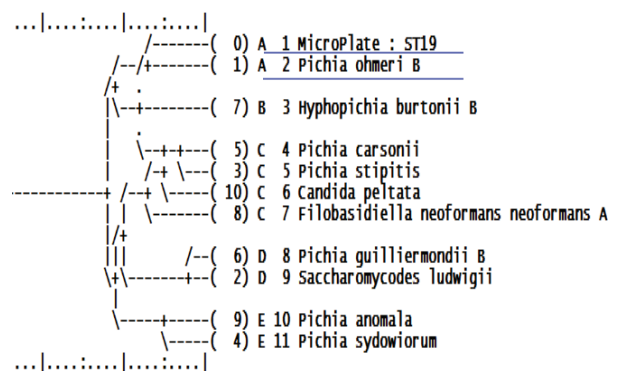 ...|....:....|....:....|
/-------( 0) A 1 MicroPlate : ST19
/--/+-------( 1) A 2 Pichia ohmeri B
/+ .
|\--+--------( 7) B 3 Hyphopichia burtonii B
| .
| \--+-+---( 5) C 4 Pichia carsonii
| /-+ \---( 3) C 5 Pichia stipitis
------------+ /--+ \-----( 10) C 6 Candida peltata
| | \-------( 8) C 7 Filobasidiella neoformans neoformans A
|/+
||| /--( 6) D 8 Pichia guilliermondii B
\+\-------+--( 2) D 9 Saccharomycodes ludwigii
|
\-----+-----( 9) E 10 Pichia anomala
\-----( 4) E 11 Pichia sydowiorum
...|....:....|....:....|